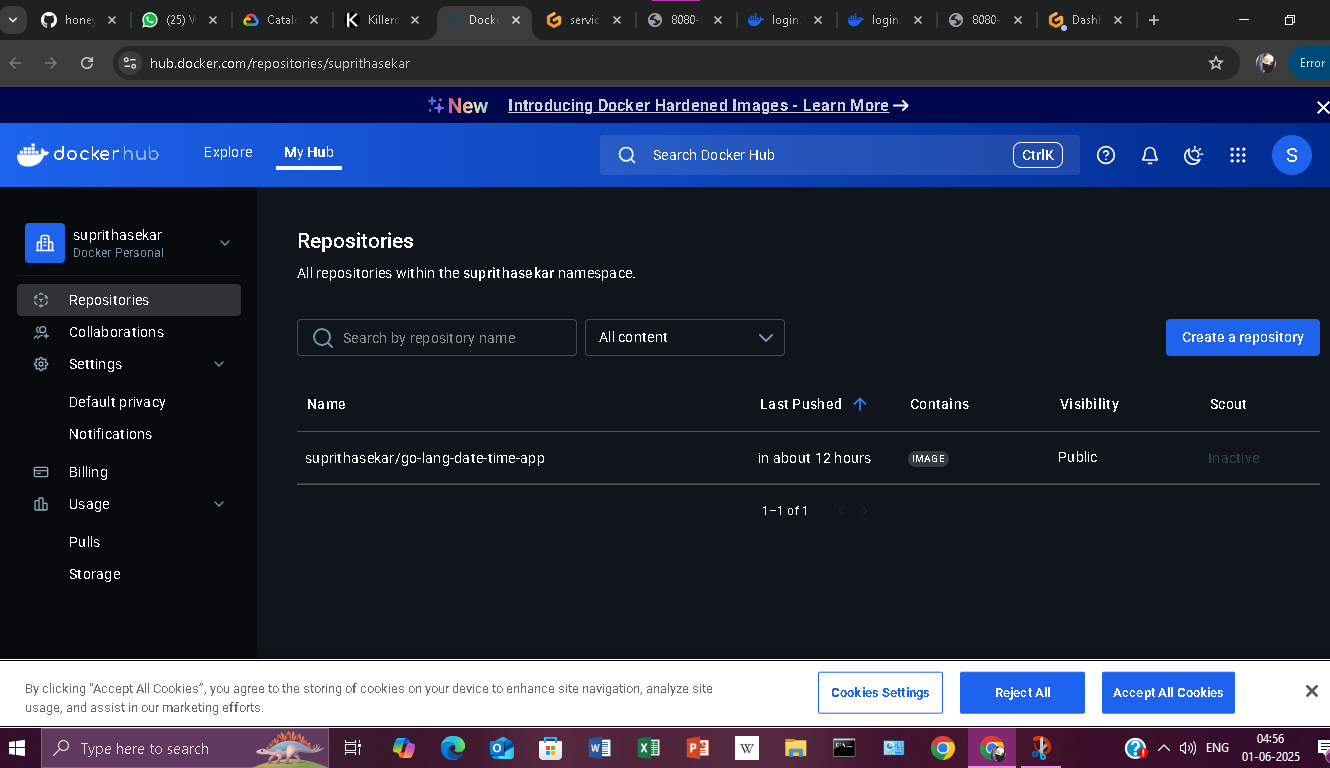 honey
(25) W
Catalo
Killerc
Docke
servic
8080-
login.
login.
8080-
Dashb
hub.docker.com/repositories/suprithasekar
Error
New Introducing Docker Hardened Images - Learn More →
docker hub
Explore
My Hub
Search Docker Hub
CtrlK
S
suprithasekar
Docker Personal
Repositories
Collaborations
Settings
Default privacy
Notifications
Billing
Usage
Pulls
Storage
Repositories
All repositories within the suprithasekar namespace.
Search by repository name
All content
Create a repository
Name Last Pushed Contains Visibility Scout
suprithasekar/go-lang-date-time-app in about 12 hours IMAGE Public Inactive
1–1 of 1
By clicking “Accept All Cookies”, you agree to the storing of cookies on your device to enhance site navigation, analyze site
usage, and assist in our marketing efforts.
Cookies Settings
Reject All
Accept All Cookies
Type here to search
ENG
04:56
01-06-2025